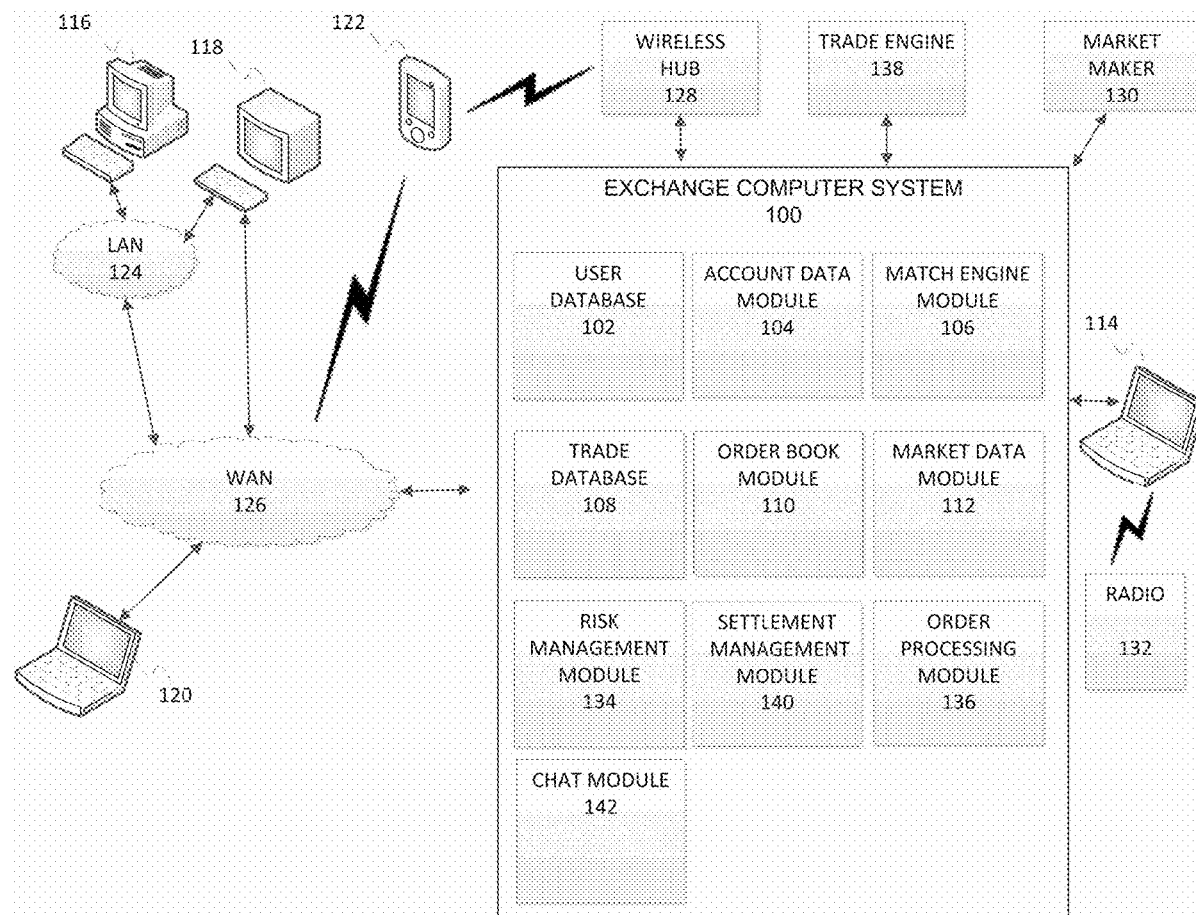 116
118
122
WIRELESS
HUB
128
TRADE ENGINE
138
MARKET
MAKER
130
EXCHANGE COMPUTER SYSTEM
100
LAN
124
USER
DATABASE
102
ACCOUNT DATA
MODULE
104
MATCH ENGINE
MODULE
106
114
WAN
126
TRADE
DATABASE
108
ORDER BOOK
MODULE
110
MARKET DATA
MODULE
112
RADIO
132
120
RISK
MANAGEMENT
MODULE
134
SETTLEMENT
MANAGEMENT
MODULE
140
ORDER
PROCESSING
MODULE
136
CHAT MODULE
142